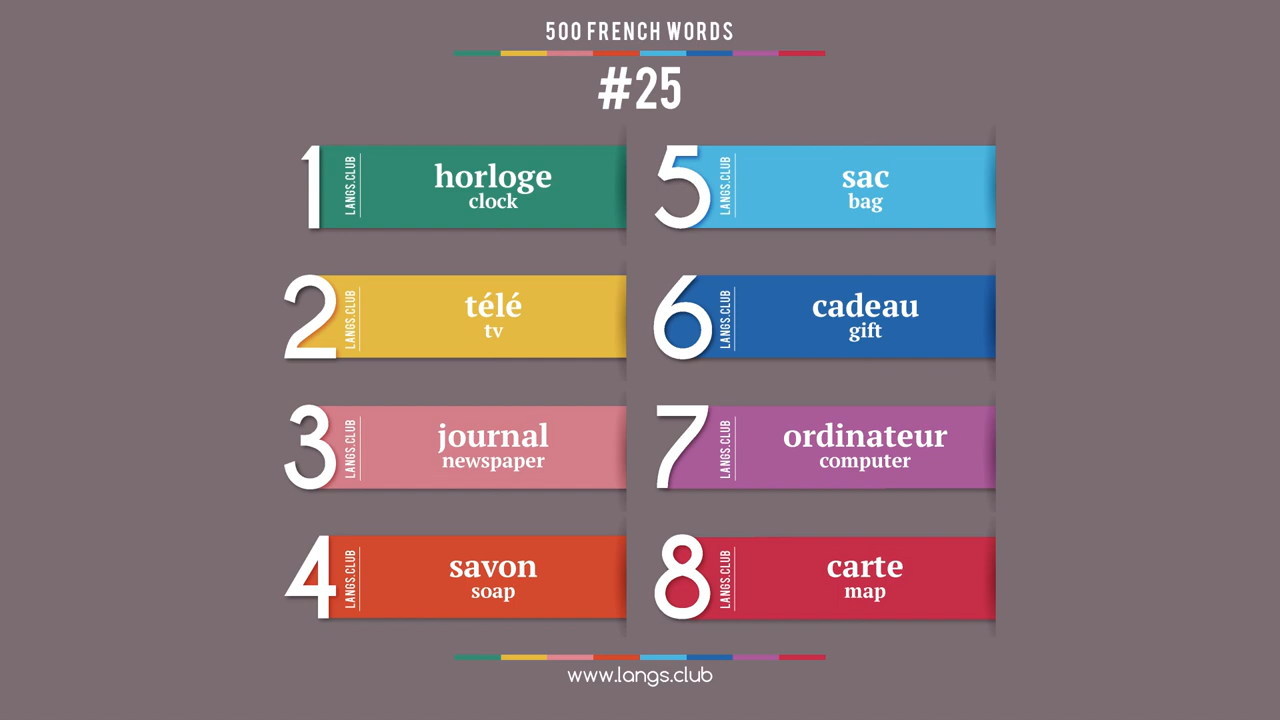 500 FRENCH WORDS
#25
1
LANGS.CLUB
horloge
clock
2
LANGS.CLUB
télé
tv
3
LANGS.CLUB
journal
newspaper
4
LANGS.CLUB
savon
soap
5
LANGS.CLUB
sac
bag
6
LANGS.CLUB
cadeau
gift
7
LANGS.CLUB
ordinateur
computer
8
LANGS.CLUB
carte
map
www.langs.club